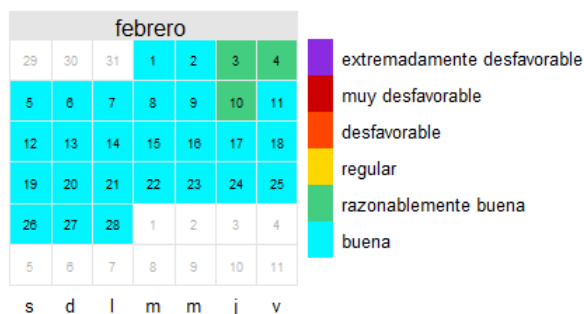 febrero
29 30 31 1 2 3 4
5 6 7 8 9 10 11
12 13 14 15 16 17 18
19 20 21 22 23 24 25
26 27 28 1 2 3 4
5 6 7 8 9 10 11
s d l m m j v
extremadamente desfavorable
muy desfavorable
desfavorable
regular
razonablemente buena
buena